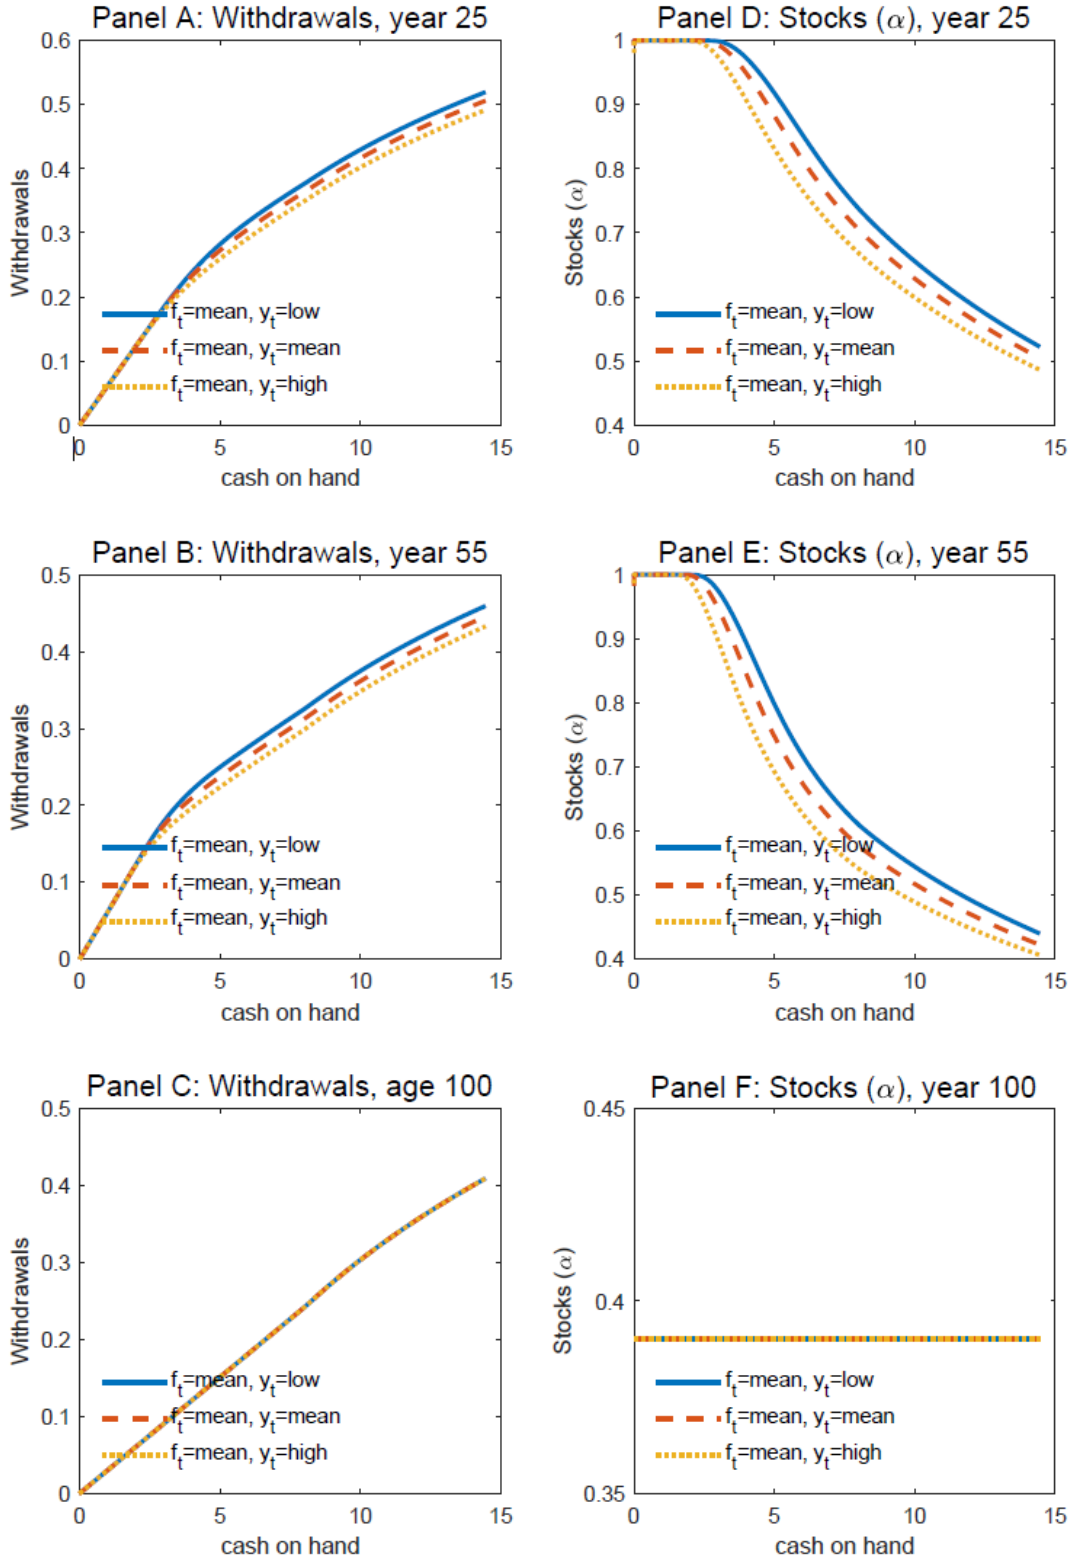 Panel A: Withdrawals, year 25
0.6
0.5
0.4
0.3
0.2
0.1
0
Withdrawals
f_t=mean, y_t=low
f_t=mean, y_t=mean
f_t=mean, y_t=high
0 5 10 15
cash on hand
Panel D: Stocks (α), year 25
1
0.9
0.8
0.7
0.6
0.5
0.4
Stocks (α)
f_t=mean, y_t=low
f_t=mean, y_t=mean
f_t=mean, y_t=high
0 5 10 15
cash on hand
Panel B: Withdrawals, year 55
0.5
0.4
0.3
0.2
0.1
0
Withdrawals
f_t=mean, y_t=low
f_t=mean, y_t=mean
f_t=mean, y_t=high
0 5 10 15
cash on hand
Panel E: Stocks (α), year 55
1
0.9
0.8
0.7
0.6
0.5
0.4
Stocks (α)
f_t=mean, y_t=low
f_t=mean, y_t=mean
f_t=mean, y_t=high
0 5 10 15
cash on hand
Panel C: Withdrawals, age 100
0.5
0.4
0.3
0.2
0.1
0
Withdrawals
f_t=mean, y_t=low
f_t=mean, y_t=mean
f_t=mean, y_t=high
0 5 10 15
cash on hand
Panel F: Stocks (α), year 100
0.45
0.4
0.35
Stocks (α)
f_t=mean, y_t=low
f_t=mean, y_t=mean
f_t=mean, y_t=high
0 5 10 15
cash on hand